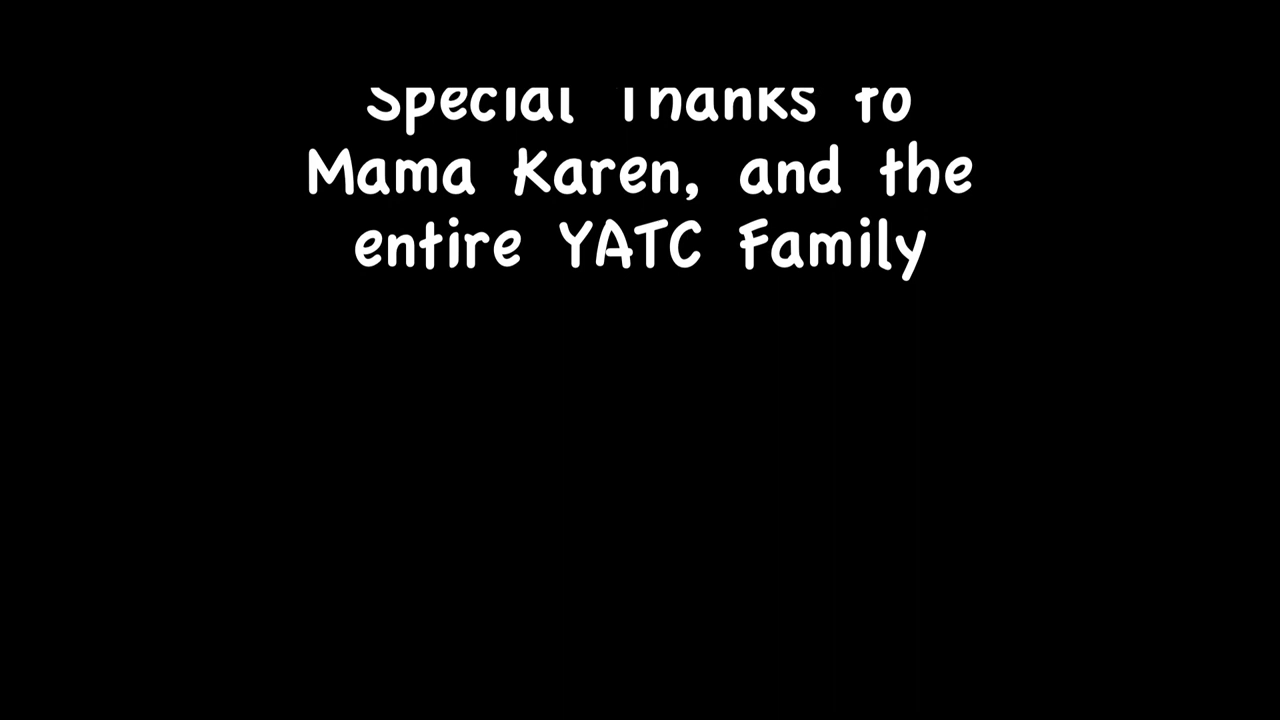 Special Thanks to
Mama Karen, and the
entire YATC Family